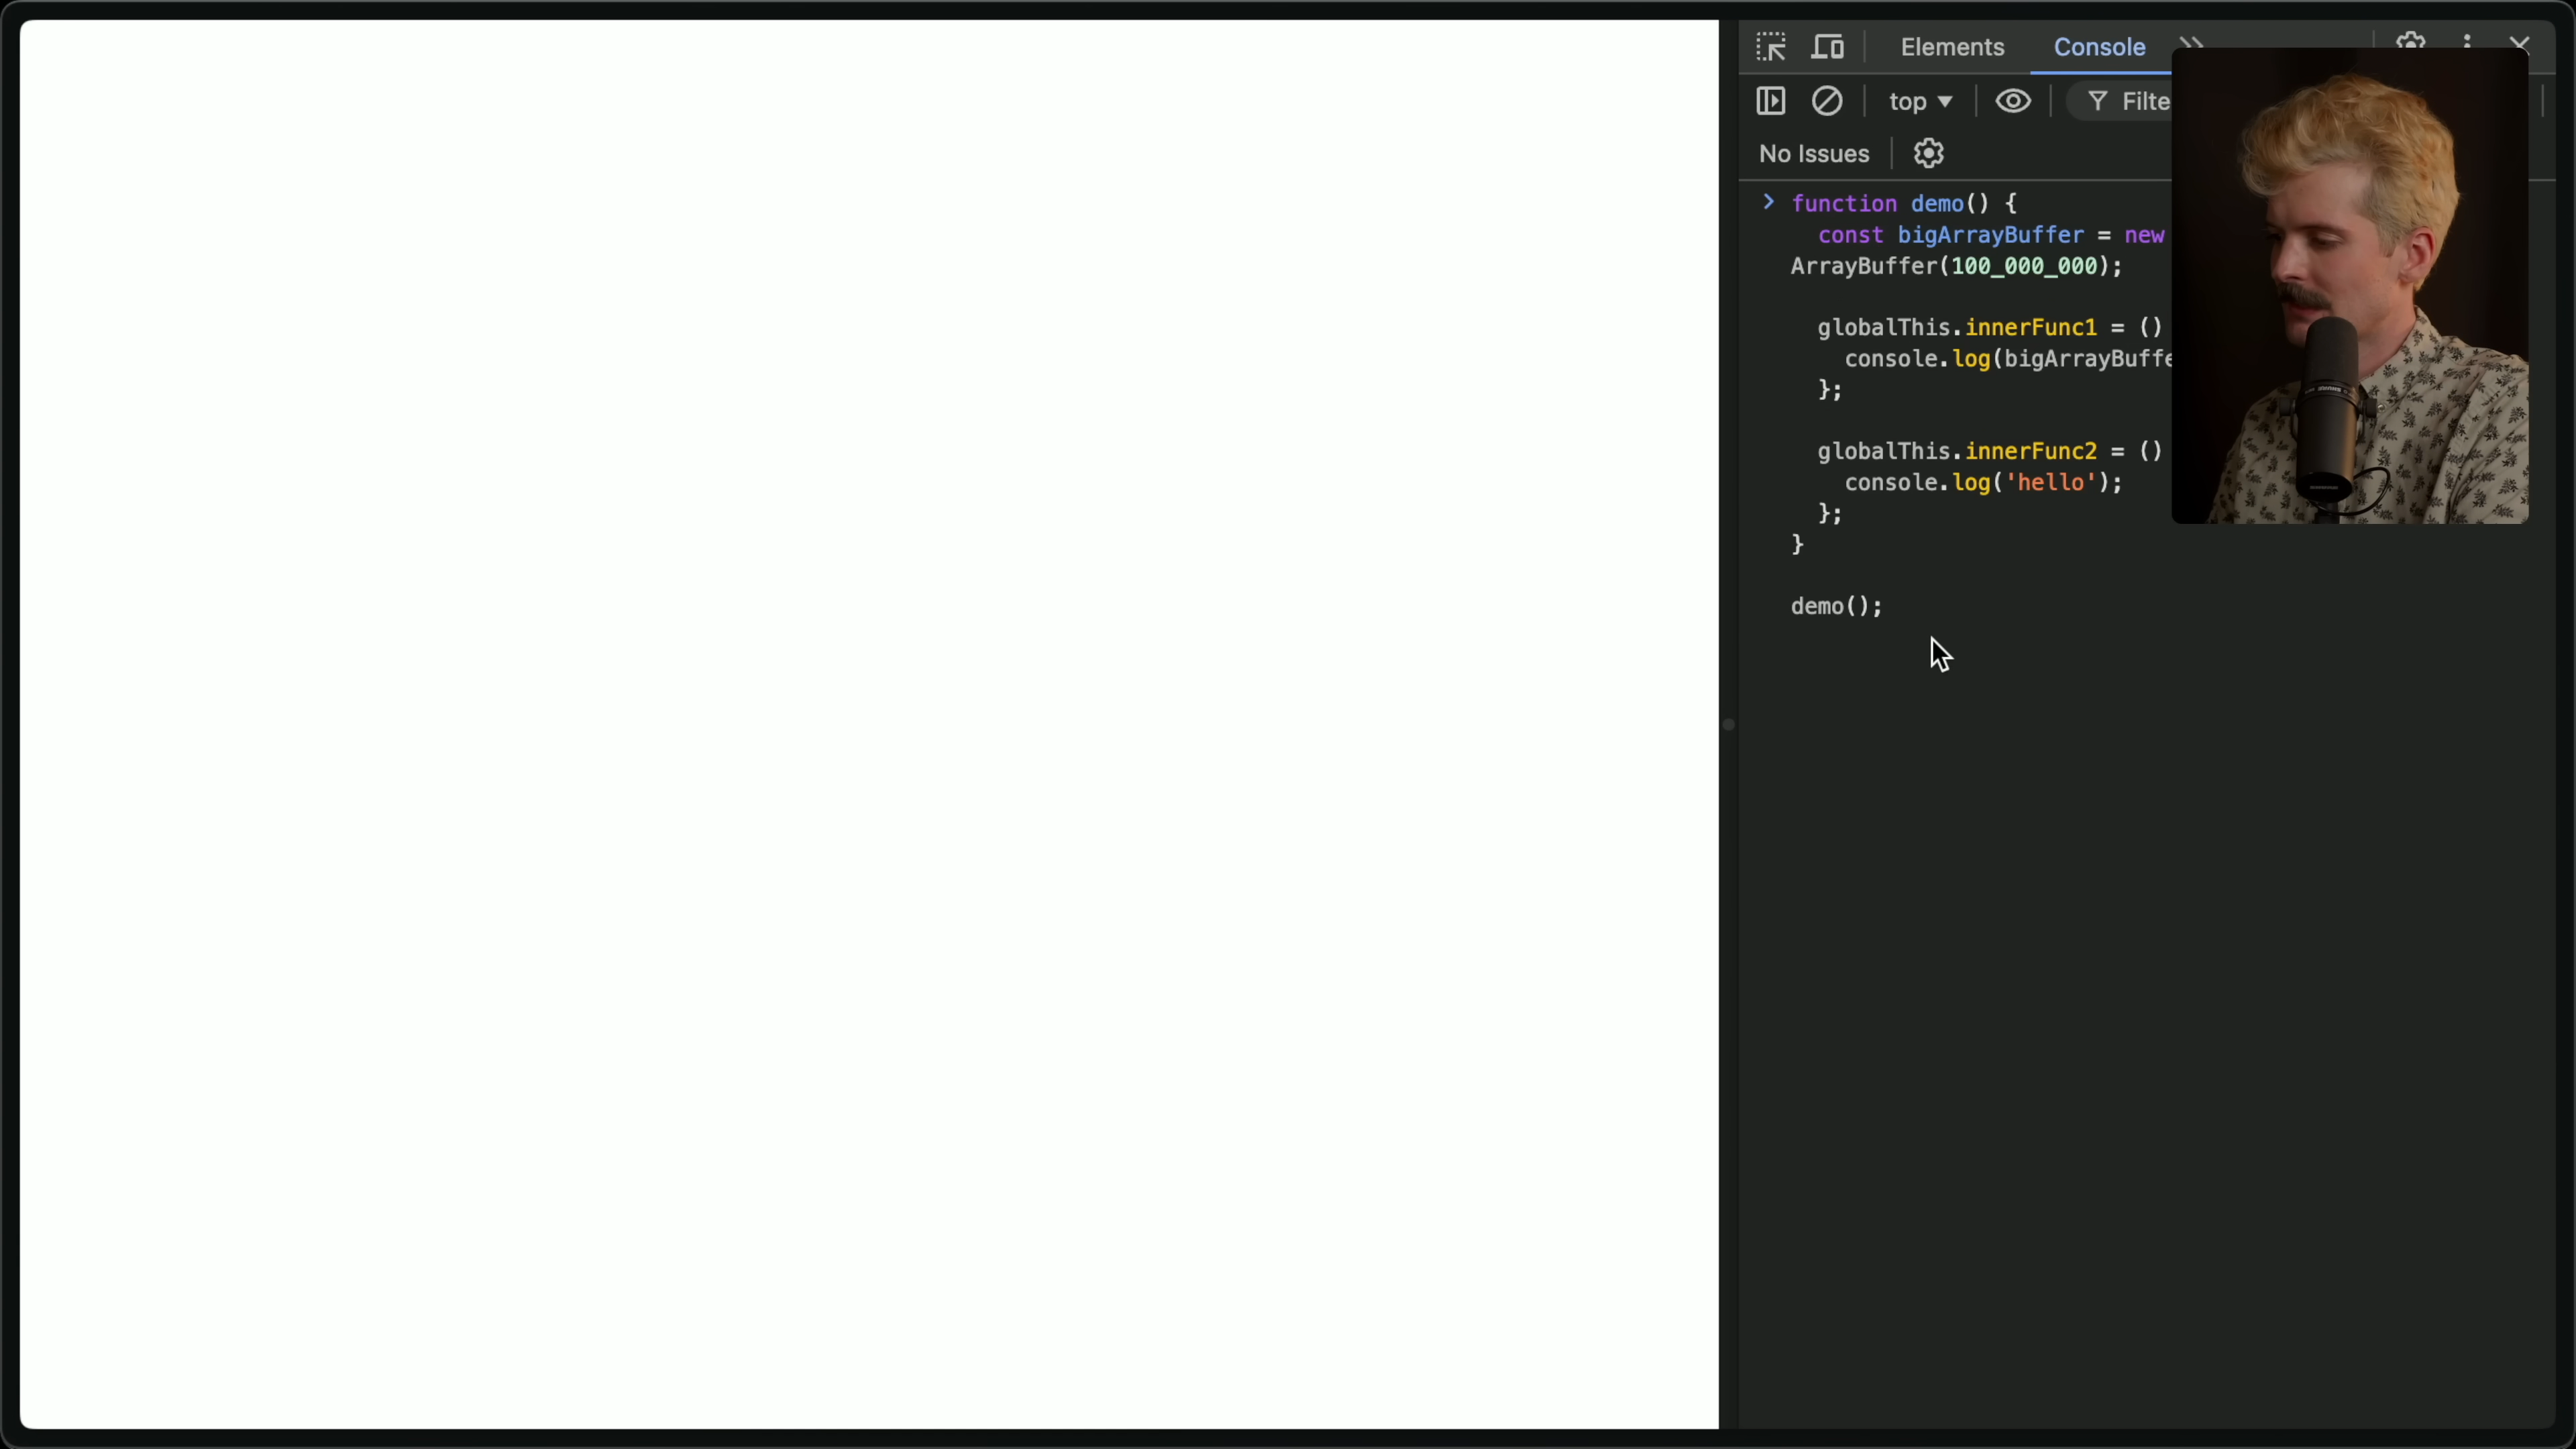 Elements Console
top Filte
No Issues
function demo() {
const bigArrayBuffer = new
ArrayBuffer(100_000_000);
globalThis.innerFunc1 = ()
console.log(bigArrayBuffe
};
globalThis.innerFunc2 = ()
console.log('hello');
};
}
demo();